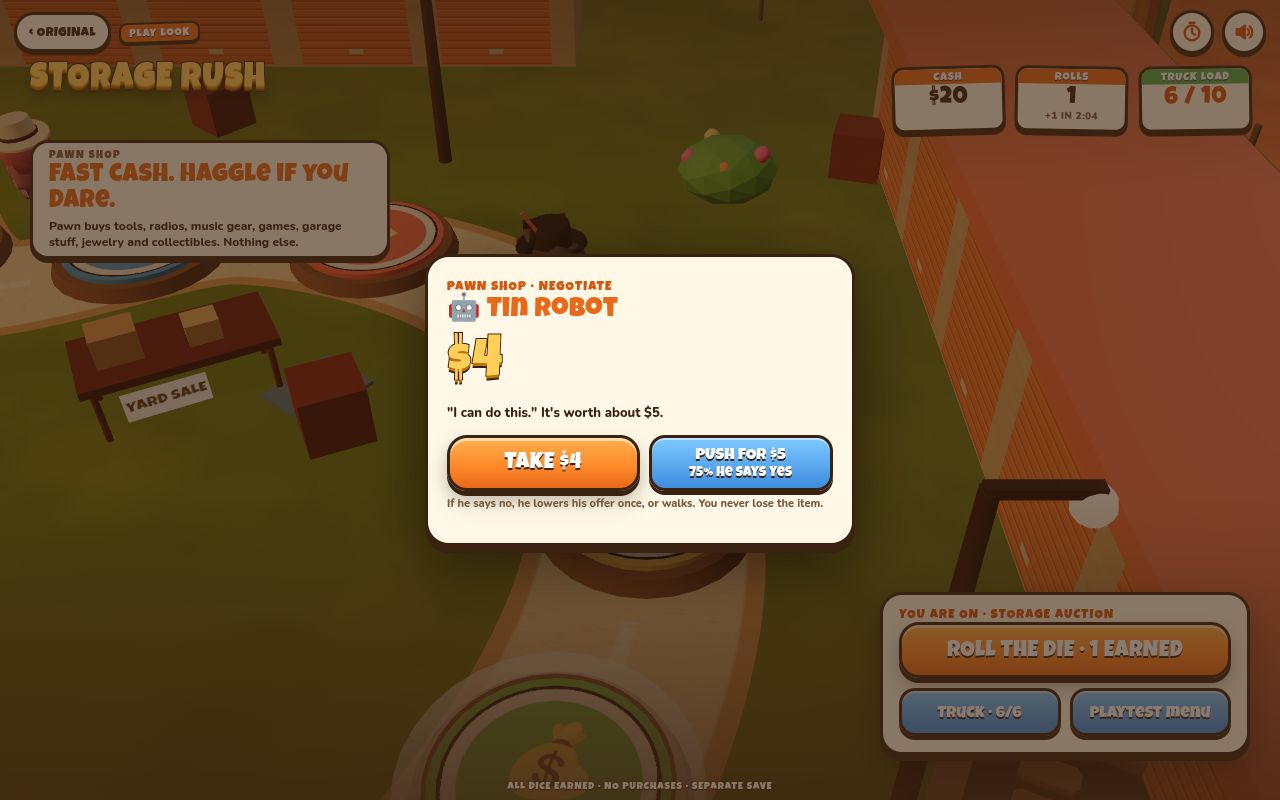 ‹ ORIGINAL
PLAY LOOK
STORAGE RUSH
CASH
$20
ROLLS
1
+1 IN 2:04
TRUCK LOAD
6 / 10
PAWN SHOP
FAST CASH. HAGGLE IF YOU
DARE.
Pawn buys tools, radios, music gear, games, garage
stuff, jewelry and collectibles. Nothing else.
YARD SALE
PAWN SHOP · NEGOTIATE
TIN ROBOT
$4
"I can do this." It's worth about $5.
TAKE $4
PUSH FOR $5
75% HE SAYS YES
If he says no, he lowers his offer once, or walks. You never lose the item.
YOU ARE ON · STORAGE AUCTION
ROLL THE DIE · 1 EARNED
TRUCK · 6/6
PLAYTEST MENU
$
ALL DICE EARNED · NO PURCHASES · SEPARATE SAVE